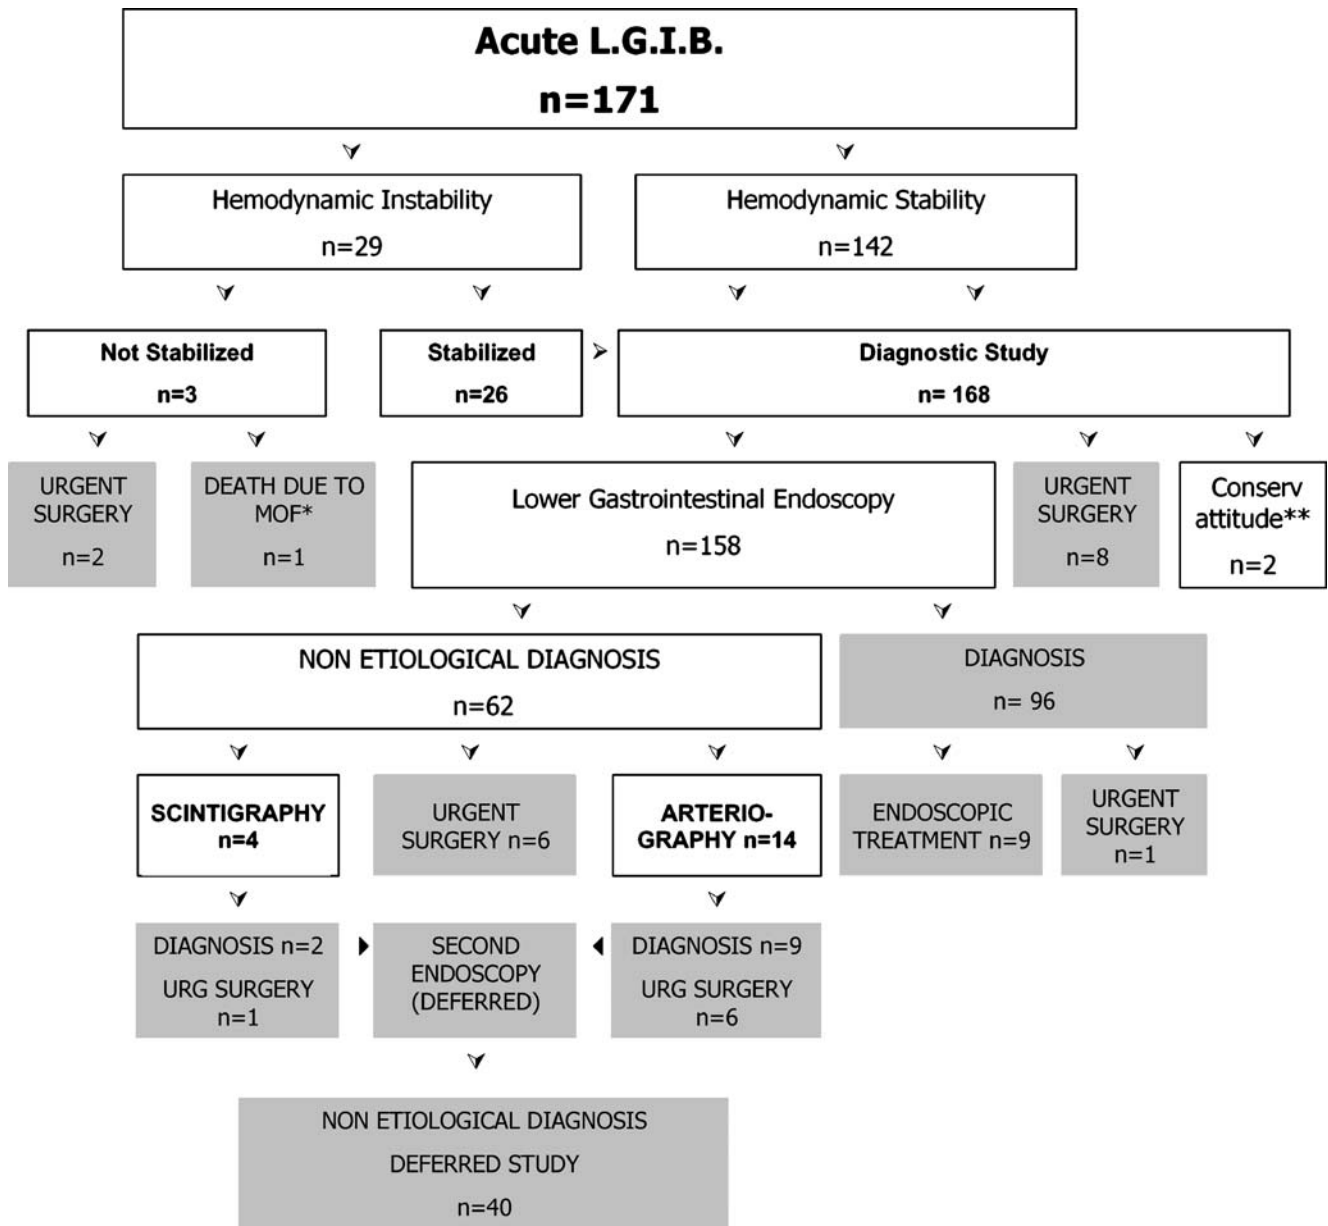 Acute L.G.I.B.
n=171
Hemodynamic Instability
n=29
Hemodynamic Stability
n=142
Not Stabilized
n=3
Stabilized
n=26
Diagnostic Study
n= 168
URGENT
SURGERY
n=2
DEATH DUE TO
MOF*
n=1
Lower Gastrointestinal Endoscopy
n=158
URGENT
SURGERY
n=8
Conserv
attitude**
n=2
NON ETIOLOGICAL DIAGNOSIS
n=62
DIAGNOSIS
n= 96
SCINTIGRAPHY
n=4
URGENT
SURGERY n=6
ARTERIO-
GRAPHY n=14
ENDOSCOPIC
TREATMENT n=9
URGENT
SURGERY
n=1
DIAGNOSIS n=2
URG SURGERY
n=1
SECOND
ENDOSCOPY
(DEFERRED)
DIAGNOSIS n=9
URG SURGERY
n=6
NON ETIOLOGICAL DIAGNOSIS
DEFERRED STUDY
n=40